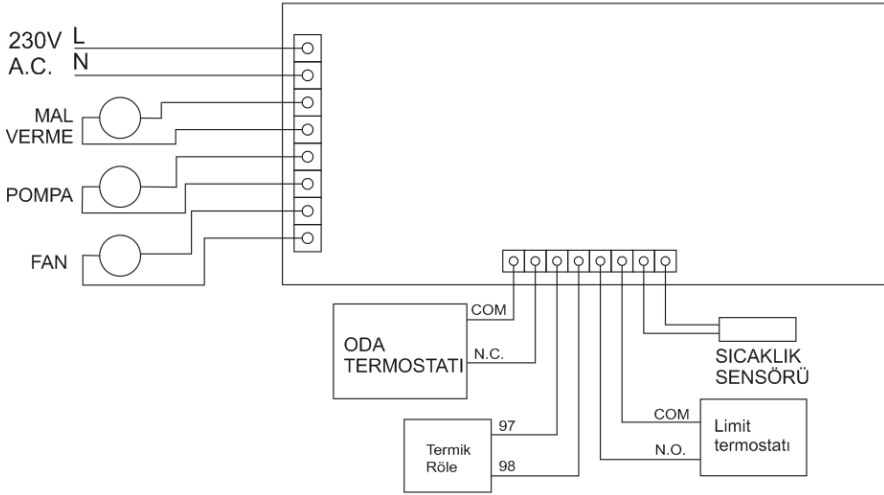 230V L
A.C. N
MAL
VERME
POMPA
FAN
COM
ODA
TERMOSTATI
N.C.
SICAKLIK
SENSÖRÜ
97
Termik
Röle
98
COM
Limit
termostatı
N.O.